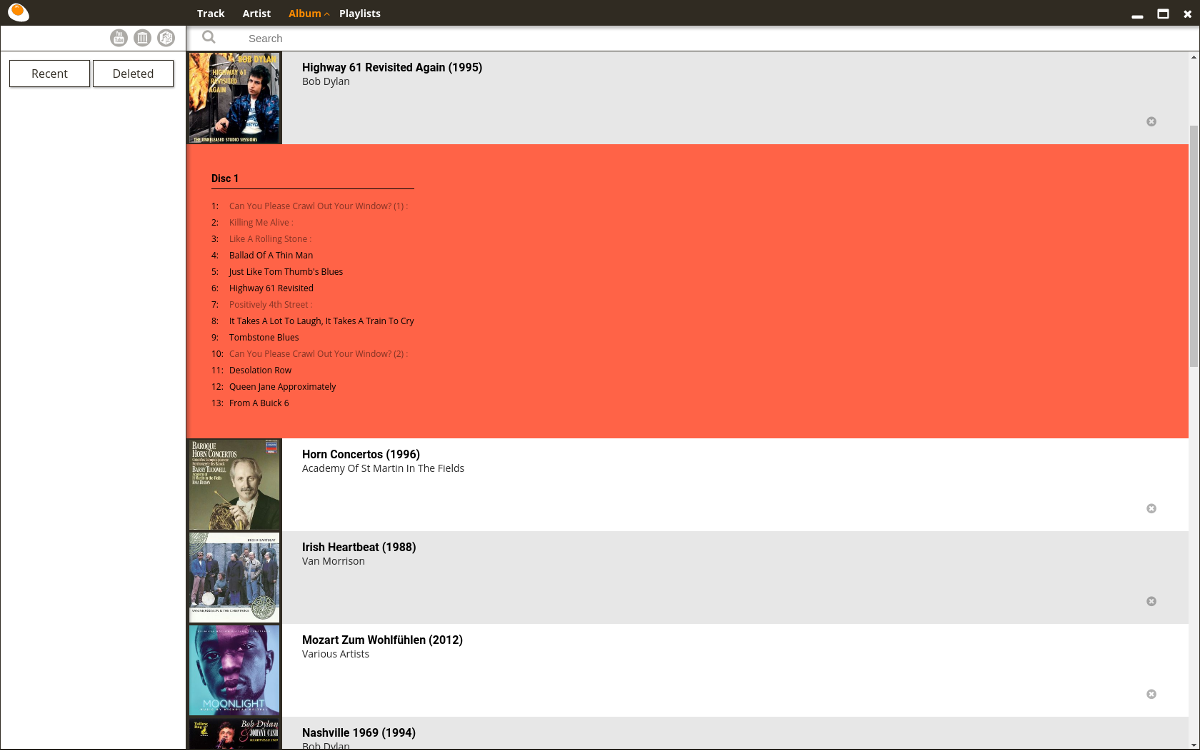 Track Artist Album Playlists
Search
Recent Deleted
Highway 61 Revisited Again (1995)
Bob Dylan
BOB DYLAN
HIGHWAY 61
REVISITED
AGAIN
THE UNRELEASED STUDIO SESSIONS
Disc 1
1: Can You Please Crawl Out Your Window? (1) :
2: Killing Me Alive :
3: Like A Rolling Stone :
4: Ballad Of A Thin Man
5: Just Like Tom Thumb's Blues
6: Highway 61 Revisited
7: Positively 4th Street :
8: It Takes A Lot To Laugh, It Takes A Train To Cry
9: Tombstone Blues
10: Can You Please Crawl Out Your Window? (2) :
11: Desolation Row
12: Queen Jane Approximately
13: From A Buick 6
BAROQUE
HORN CONCERTOS
BARRY TUCKWELL
Horn Concertos (1996)
Academy Of St Martin In The Fields
Irish Heartbeat (1988)
Van Morrison
Mozart Zum Wohlfühlen (2012)
Various Artists
MOONLIGHT
Nashville 1969 (1994)
Bob Dylan
Bob Dylan
& JOHNNY CASH